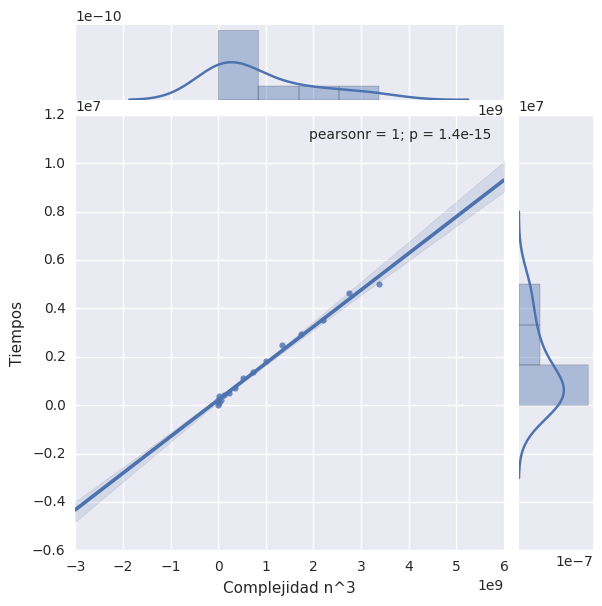 1e−10
1e7
1e9
1e7
pearsonr = 1; p = 1.4e-15
1.2
1.0
0.8
0.6
0.4
0.2
0.0
−0.2
−0.4
−0.6
Tiempos
−3 −2 −1 0 1 2 3 4 5 6
Complejidad n^3
1e9
1e−7